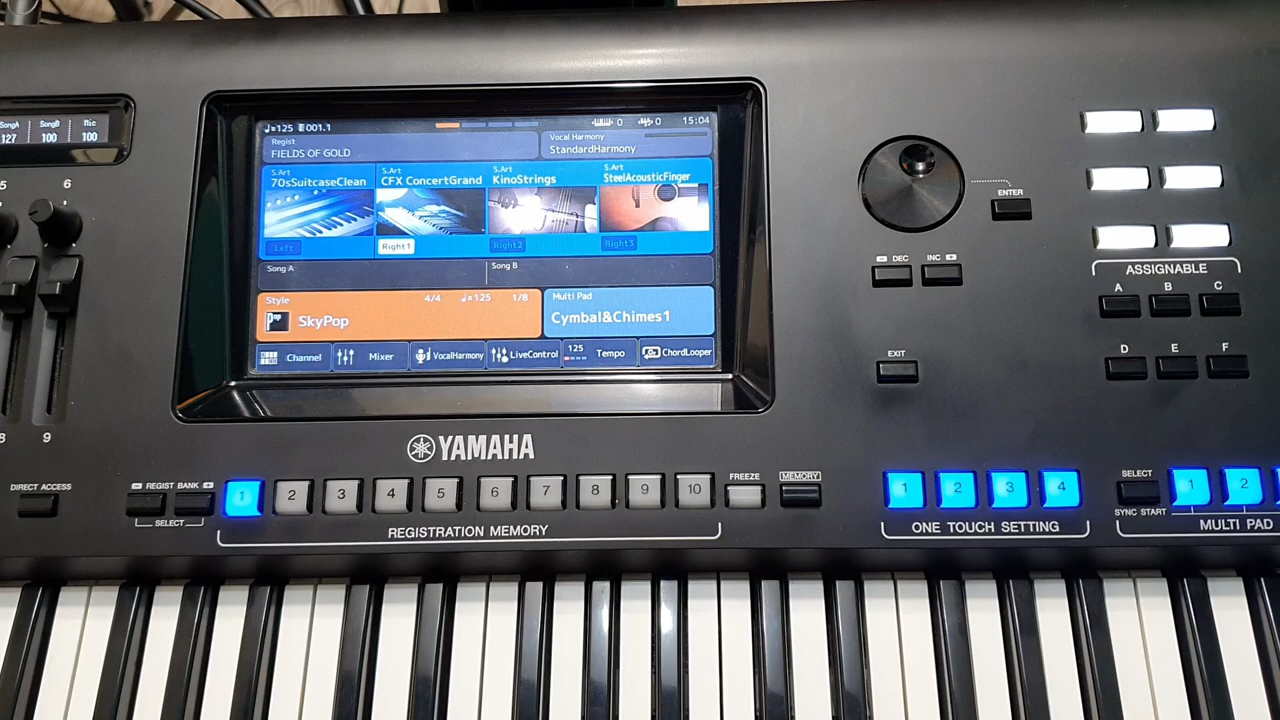 SongA SongB Mic
127 100 100
5 6
8 9
♩=125 001.1
0 0 15:04
Regist
FIELDS OF GOLD
Vocal Harmony
StandardHarmony
S.Art S.Art S.Art S.Art
70sSuitcaseClean CFX ConcertGrand KinoStrings SteelAcousticFinger
Left Right1 Right2 Right3
Song A Song B
Style 4/4 ♩=125 1/8
SkyPop
Multi Pad
Cymbal&Chimes1
Channel Mixer VocalHarmony LiveControl 125 Tempo ChordLooper
YAMAHA
ENTER
DEC INC
EXIT
ASSIGNABLE
A B C
D E F
DIRECT ACCESS
REGIST BANK
SELECT
1 2 3 4 5 6 7 8 9 10
REGISTRATION MEMORY
FREEZE
MEMORY
1 2 3 4
ONE TOUCH SETTING
SELECT
SYNC START
1 2
MULTI PAD